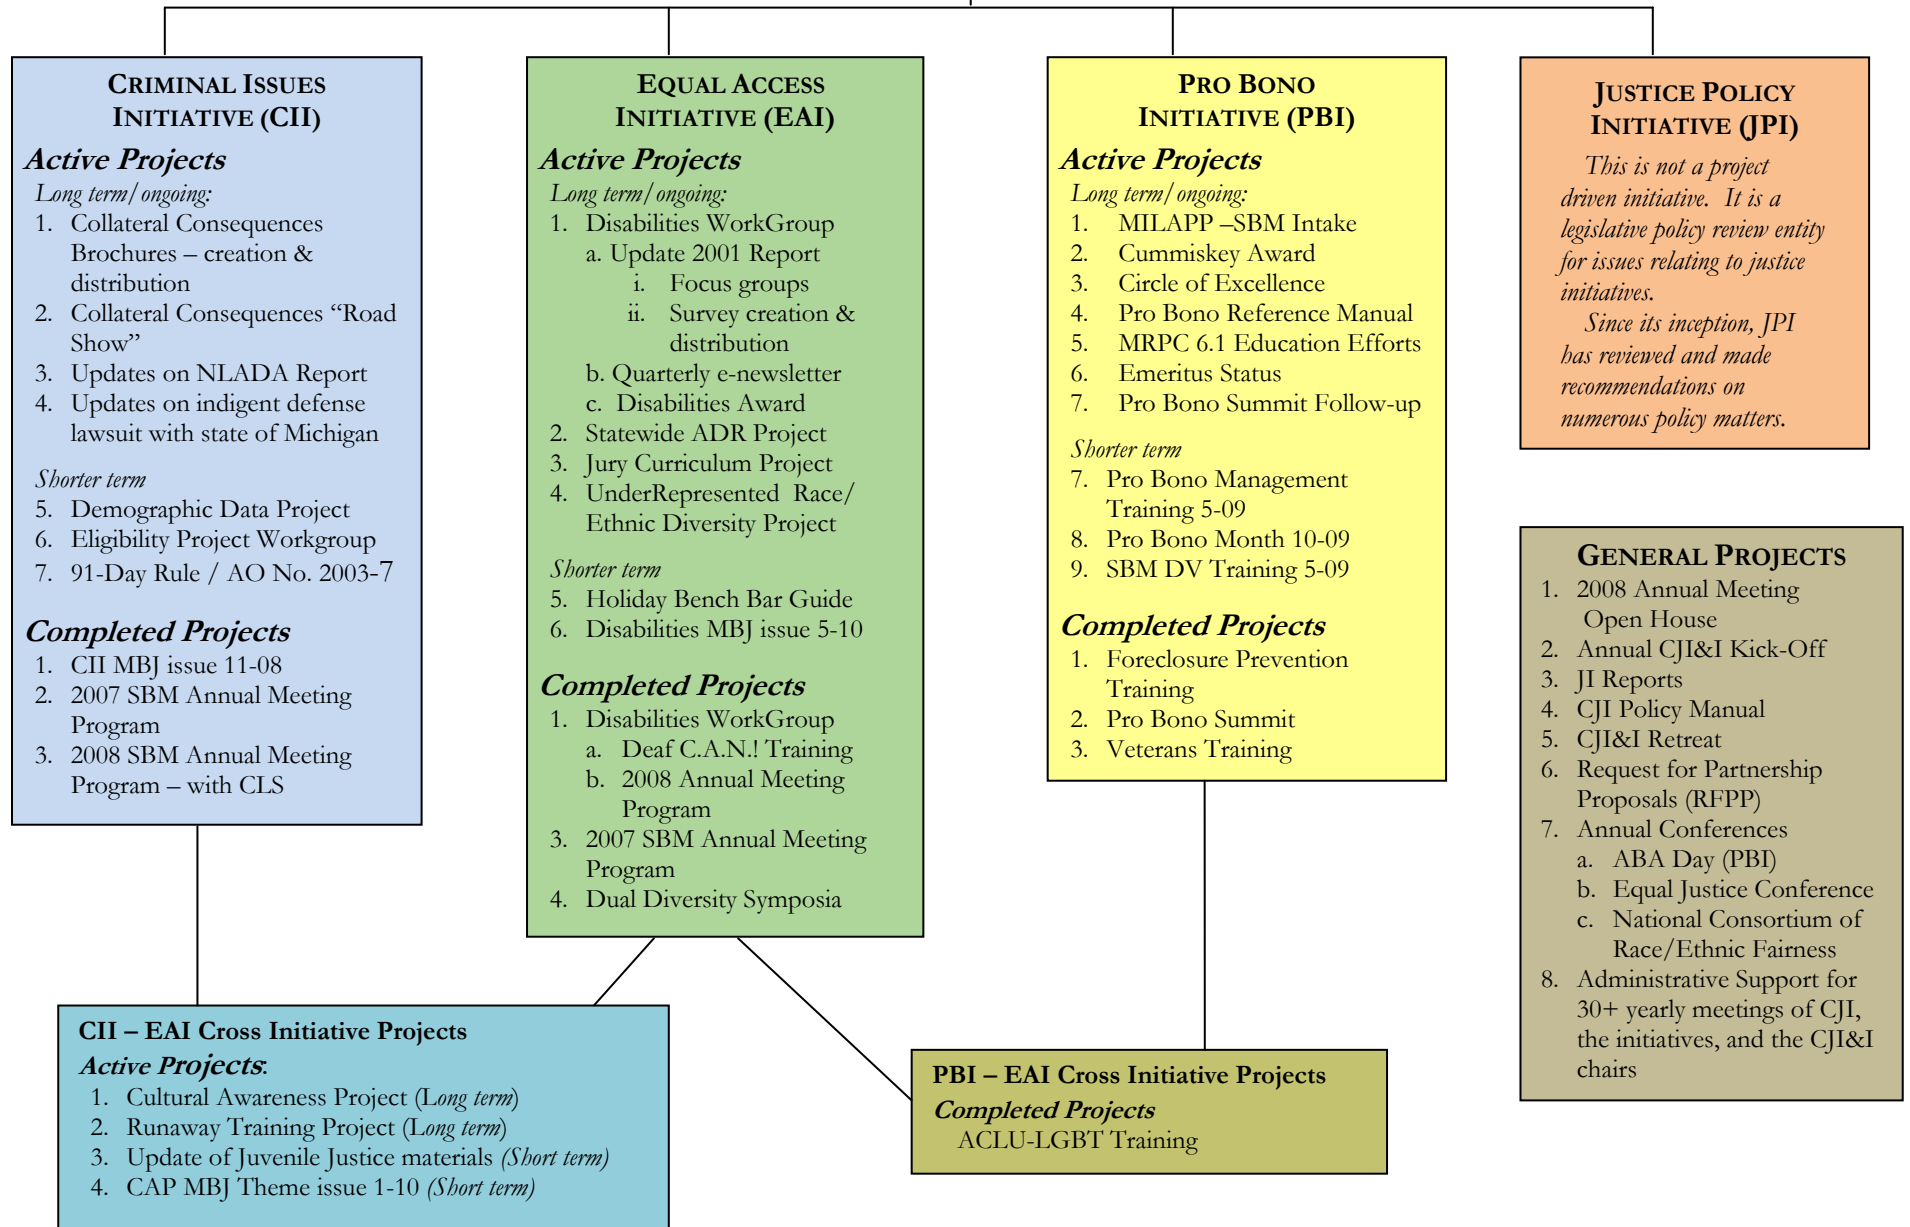 CRIMINAL ISSUES
INITIATIVE (CII)
Active Projects
Long term/ongoing:
1. Collateral Consequences
Brochures – creation &
distribution
2. Collateral Consequences “Road
Show”
3. Updates on NLADA Report
4. Updates on indigent defense
lawsuit with state of Michigan
Shorter term
5. Demographic Data Project
6. Eligibility Project Workgroup
7. 91-Day Rule / AO No. 2003-7
Completed Projects
1. CII MBJ issue 11-08
2. 2007 SBM Annual Meeting
Program
3. 2008 SBM Annual Meeting
Program – with CLS
EQUAL ACCESS
INITIATIVE (EAI)
Active Projects
Long term/ongoing:
1. Disabilities WorkGroup
a. Update 2001 Report
i. Focus groups
ii. Survey creation &
distribution
b. Quarterly e-newsletter
c. Disabilities Award
2. Statewide ADR Project
3. Jury Curriculum Project
4. UnderRepresented Race/
Ethnic Diversity Project
Shorter term
5. Holiday Bench Bar Guide
6. Disabilities MBJ issue 5-10
Completed Projects
1. Disabilities WorkGroup
a. Deaf C.A.N.! Training
b. 2008 Annual Meeting
Program
3. 2007 SBM Annual Meeting
Program
4. Dual Diversity Symposia
PRO BONO
INITIATIVE (PBI)
Active Projects
Long term/ongoing:
1. MILAPP –SBM Intake
2. Cummiskey Award
3. Circle of Excellence
4. Pro Bono Reference Manual
5. MRPC 6.1 Education Efforts
6. Emeritus Status
7. Pro Bono Summit Follow-up
Shorter term
7. Pro Bono Management
Training 5-09
8. Pro Bono Month 10-09
9. SBM DV Training 5-09
Completed Projects
1. Foreclosure Prevention
Training
2. Pro Bono Summit
3. Veterans Training
JUSTICE POLICY
INITIATIVE (JPI)
This is not a project
driven initiative. It is a
legislative policy review entity
for issues relating to justice
initiatives.
Since its inception, JPI
has reviewed and made
recommendations on
numerous policy matters.
GENERAL PROJECTS
1. 2008 Annual Meeting
Open House
2. Annual CJI&I Kick-Off
3. JI Reports
4. CJI Policy Manual
5. CJI&I Retreat
6. Request for Partnership
Proposals (RFPP)
7. Annual Conferences
a. ABA Day (PBI)
b. Equal Justice Conference
c. National Consortium of
Race/Ethnic Fairness
8. Administrative Support for
30+ yearly meetings of CJI,
the initiatives, and the CJI&I
chairs
CII – EAI Cross Initiative Projects
Active Projects:
1. Cultural Awareness Project (Long term)
2. Runaway Training Project (Long term)
3. Update of Juvenile Justice materials (Short term)
4. CAP MBJ Theme issue 1-10 (Short term)
PBI – EAI Cross Initiative Projects
Completed Projects
ACLU-LGBT Training